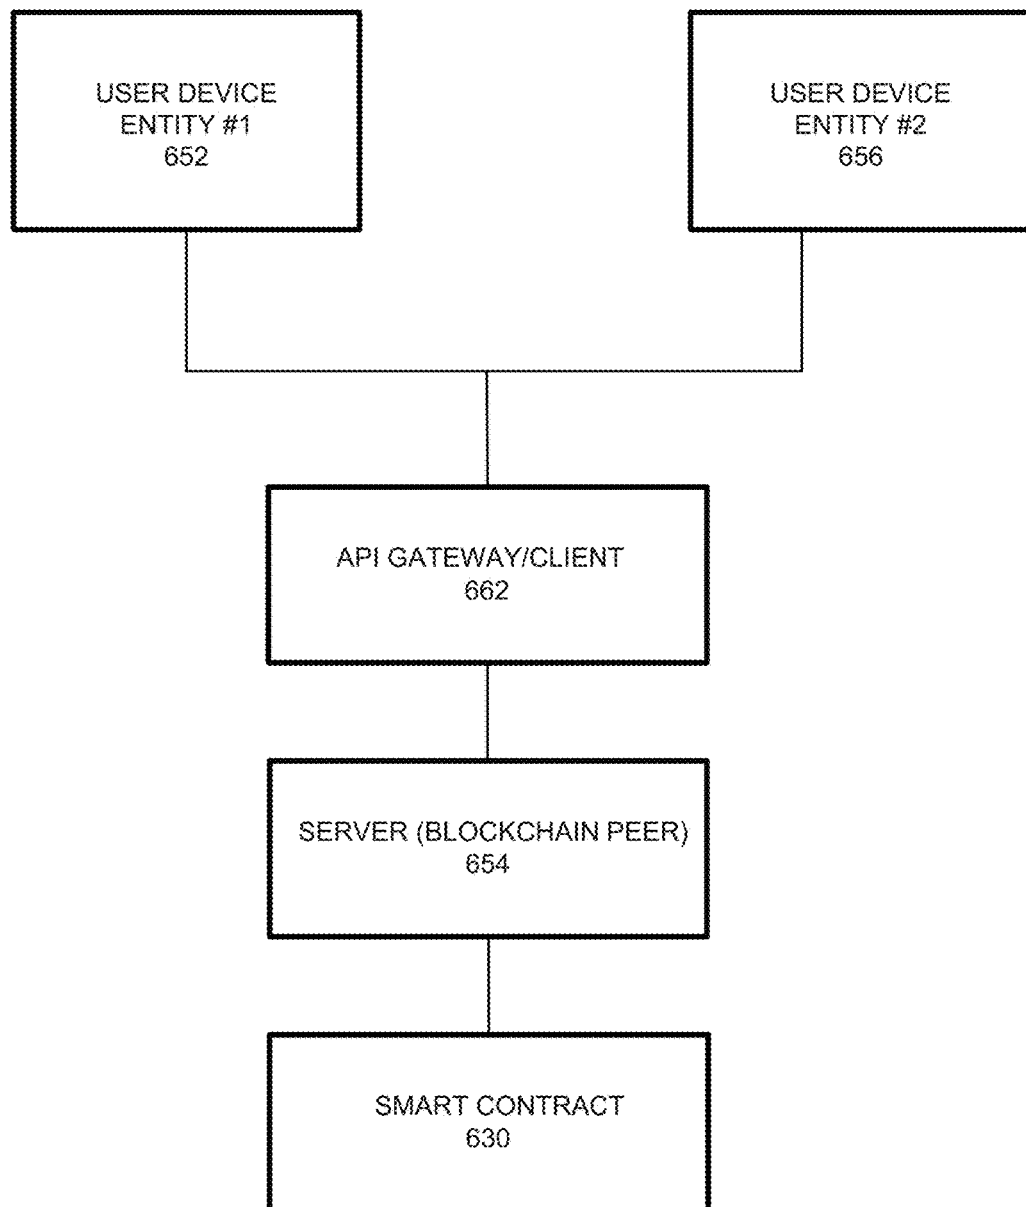 USER DEVICE
ENTITY #1
652
USER DEVICE
ENTITY #2
656
API GATEWAY/CLIENT
662
SERVER (BLOCKCHAIN PEER)
654
SMART CONTRACT
630